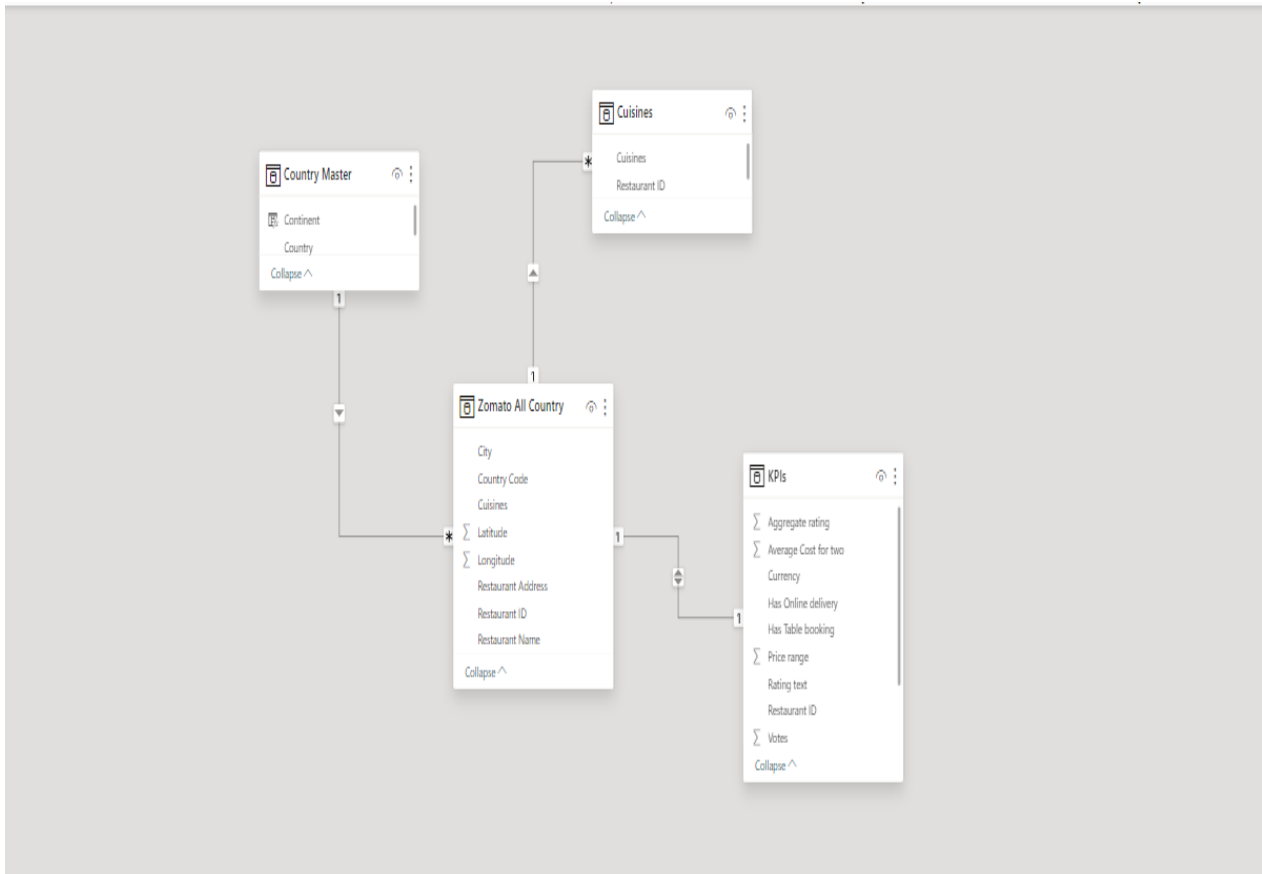 Cuisines
Cuisines
Restaurant ID
Collapse
Country Master
Continent
Country
Collapse
1
*
1
Zomato All Country
City
Country Code
Cuisines
Σ Latitude
Σ Longitude
Restaurant Address
Restaurant ID
Restaurant Name
Collapse
*
1
1
KPIs
Σ Aggregate rating
Σ Average Cost for two
Currency
Has Online delivery
Has Table booking
Σ Price range
Rating text
Restaurant ID
Σ Votes
Collapse